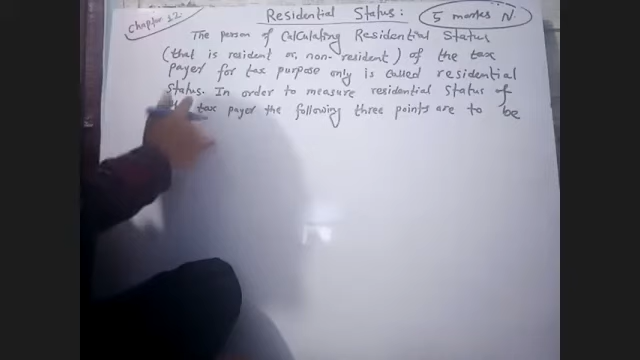 Chapter 12
Residential Status:
5 marks N.
The person of Calculating Residential Status
(that is resident or, non-resident) of the tax
payer for tax purpose only is called residential
Status. In order to measure residential Status of
tax payer the following three points are to be